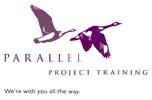 PARALLEL
PROJECT TRAINING
We're with you all the way.